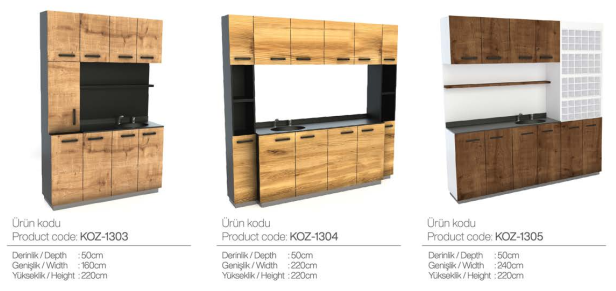 Ürün kodu
Product code: KOZ-1303
Derinlik / Depth : 50cm
Genişlik / Width : 160cm
Yükseklik / Height : 220cm
Ürün kodu
Product code: KOZ-1304
Derinlik / Depth : 50cm
Genişlik / Width : 220cm
Yükseklik / Height : 220cm
Ürün kodu
Product code: KOZ-1305
Derinlik / Depth : 50cm
Genişlik / Width : 240cm
Yükseklik / Height : 220cm